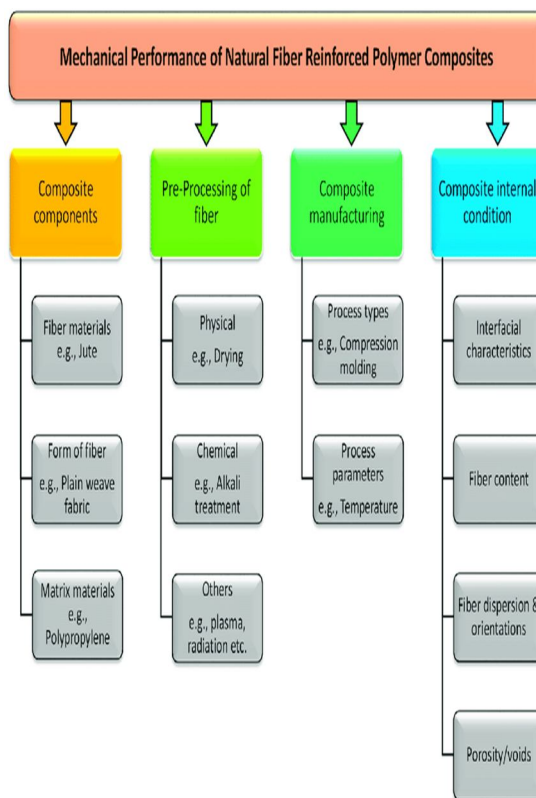 Mechanical Performance of Natural Fiber Reinforced Polymer Composites
Composite
components
Fiber materials
e.g., Jute
Form of fiber
e.g., Plain weave
fabric
Matrix materials
e.g.,
Polypropylene
Pre-Processing of
fiber
Physical
e.g., Drying
Chemical
e.g., Alkali
treatment
Others
e.g., plasma,
radiation etc.
Composite
manufacturing
Process types
e.g., Compression
molding
Process
parameters
e.g., Temperature
Composite internal
condition
Interfacial
characteristics
Fiber content
Fiber dispersion &
orientations
Porosity/voids